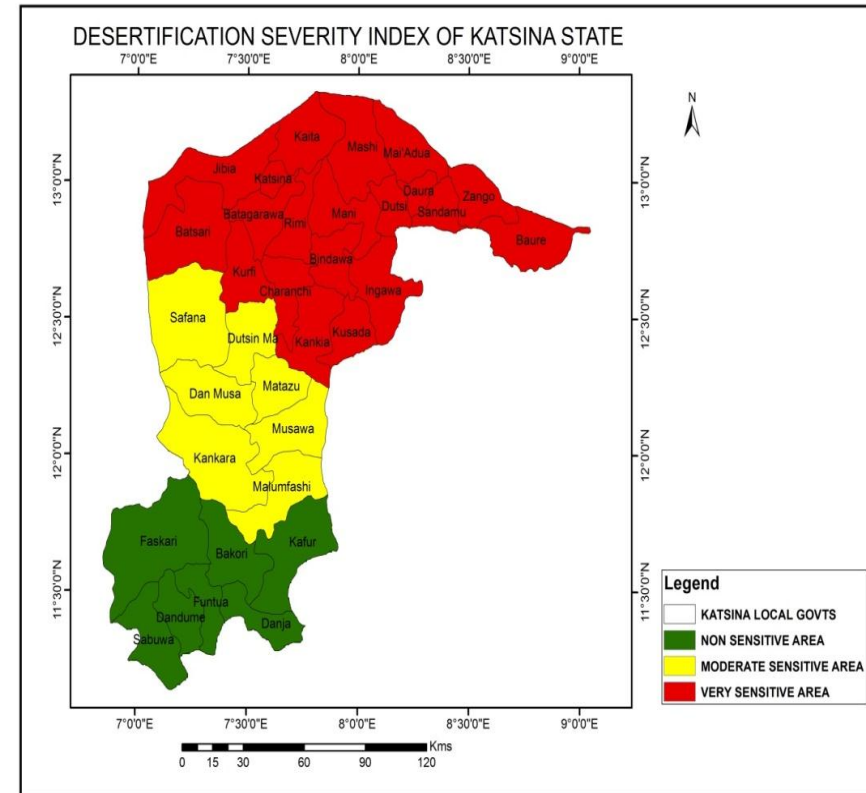 DESERTIFICATION SEVERITY INDEX OF KATSINA STATE
7°0'0"E 7°30'0"E 8°0'0"E 8°30'0"E 9°0'0"E
N
Kaita
Mashi
Mai'Adua
Jibia
Katsina
13°0'0"N
13°0'0"N
Daura
Zango
Dutsi
Sandamu
Batagarawa
Mani
Rimi
Batsari
Baure
Bindawa
Kurfi
Charanchi
Ingawa
12°30'0"N
12°30'0"N
Safana
Dutsin Ma
Kusada
Kankia
Dan Musa
Matazu
Musawa
12°0'0"N
12°0'0"N
Kankara
Malumfashi
Faskari
Bakori
Kafur
11°30'0"N
11°30'0"N
Funtua
Dandume
Danja
Sabuwa
Legend
KATSINA LOCAL GOVTS
NON SENSITIVE AREA
MODERATE SENSITIVE AREA
VERY SENSITIVE AREA
7°0'0"E 7°30'0"E 8°0'0"E 8°30'0"E 9°0'0"E
Kms
0 15 30 60 90 120